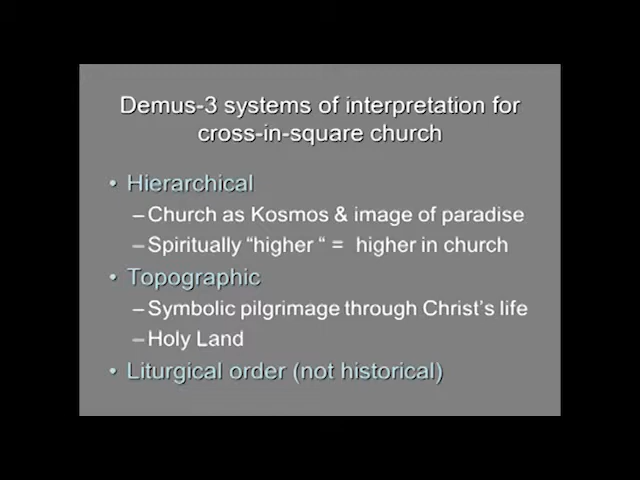 Demus-3 systems of interpretation for
cross-in-square church
• Hierarchical
– Church as Kosmos & image of paradise
– Spiritually “higher “ = higher in church
• Topographic
– Symbolic pilgrimage through Christ’s life
– Holy Land
• Liturgical order (not historical)